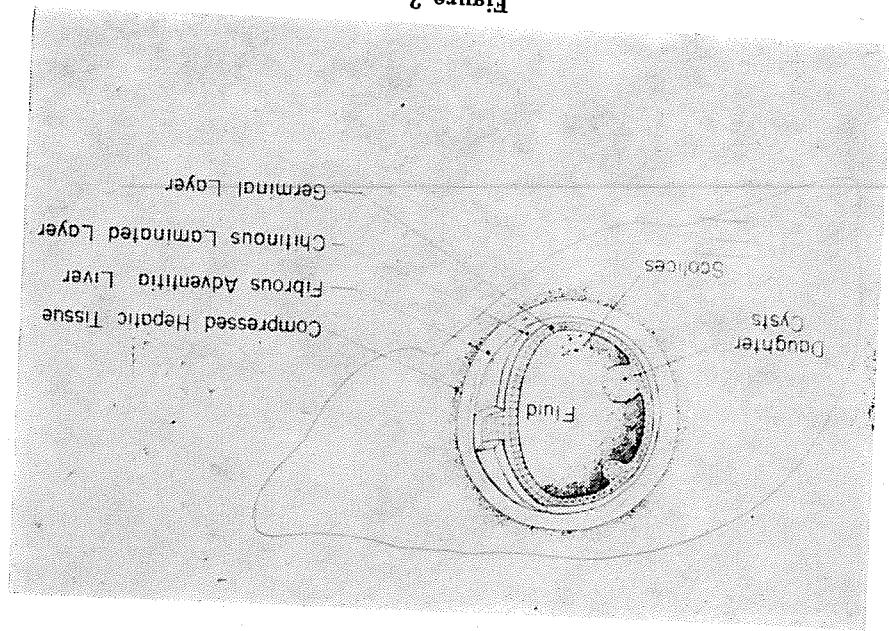 Fluid
Daughter
Cysts
Scolices
Compressed Hepatic Tissue
Fibrous Adventitia Liver
Chitinous Laminated Layer
Germinal Layer
Figure 2